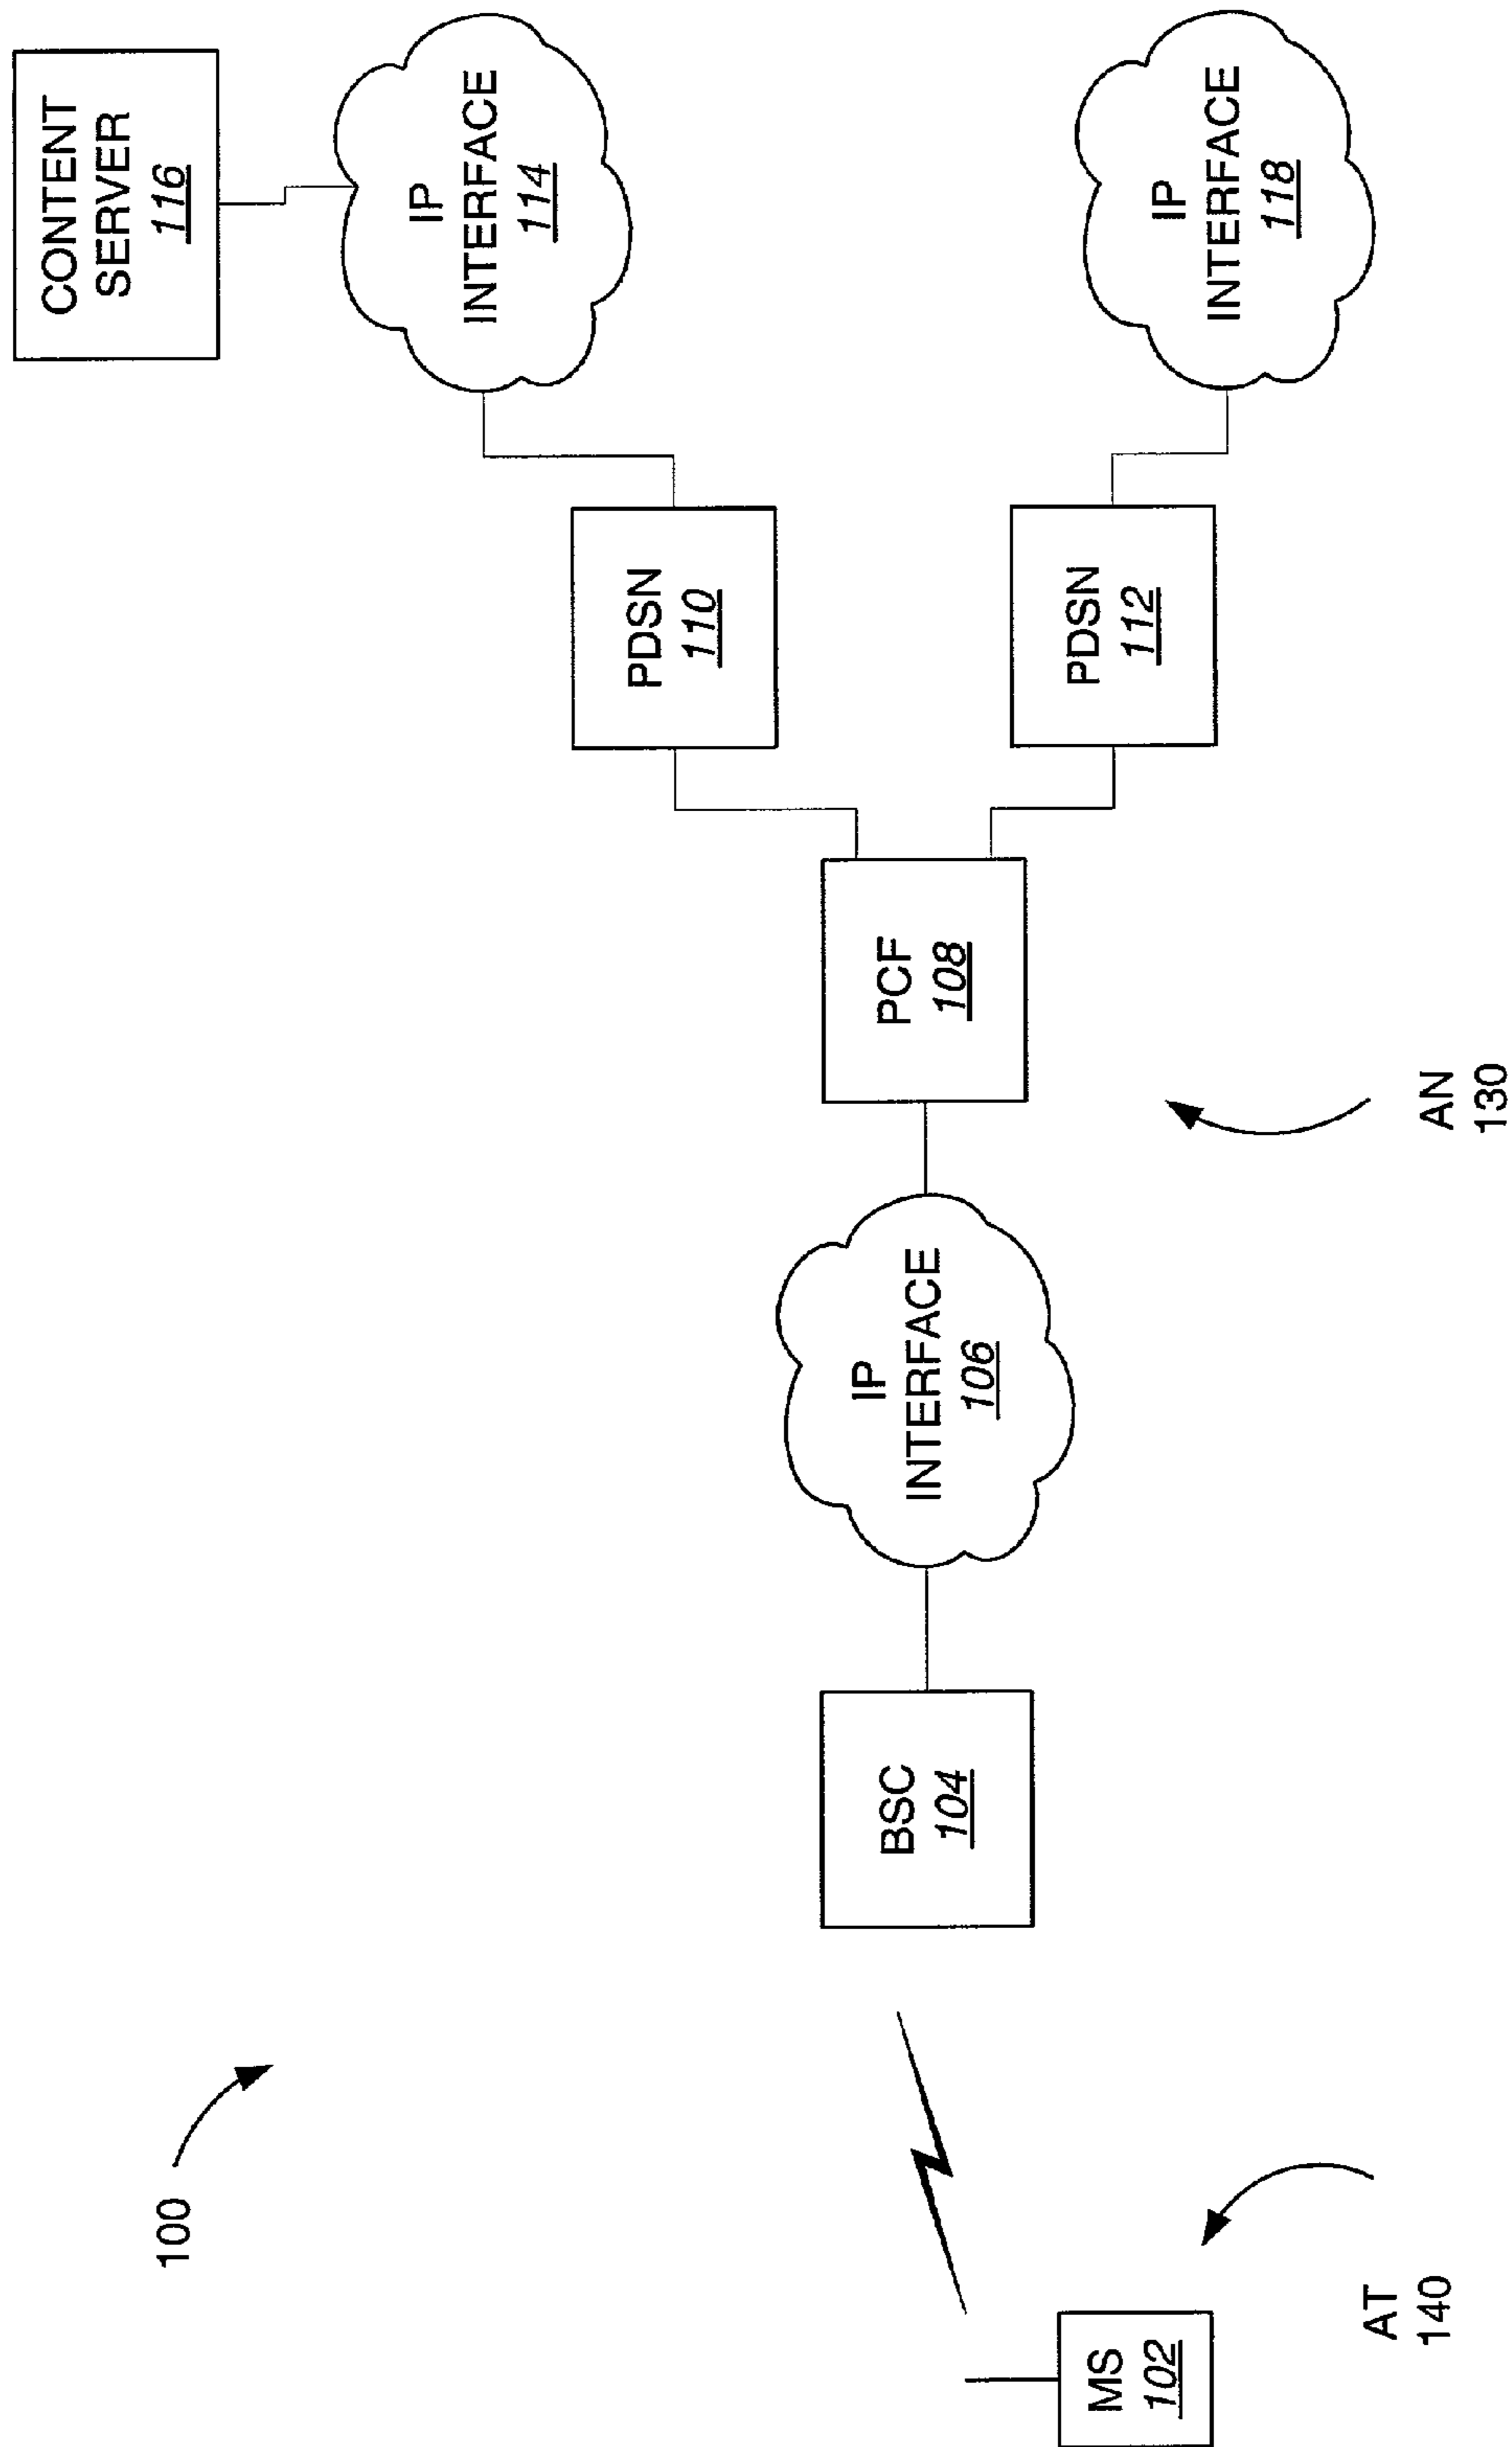 100
CONTENT
SERVER
116
IP
INTERFACE
114
PDSN
110
PCF
108
IP
INTERFACE
106
BSC
104
PDSN
112
IP
INTERFACE
118
MS
102
AT
140
AN
130